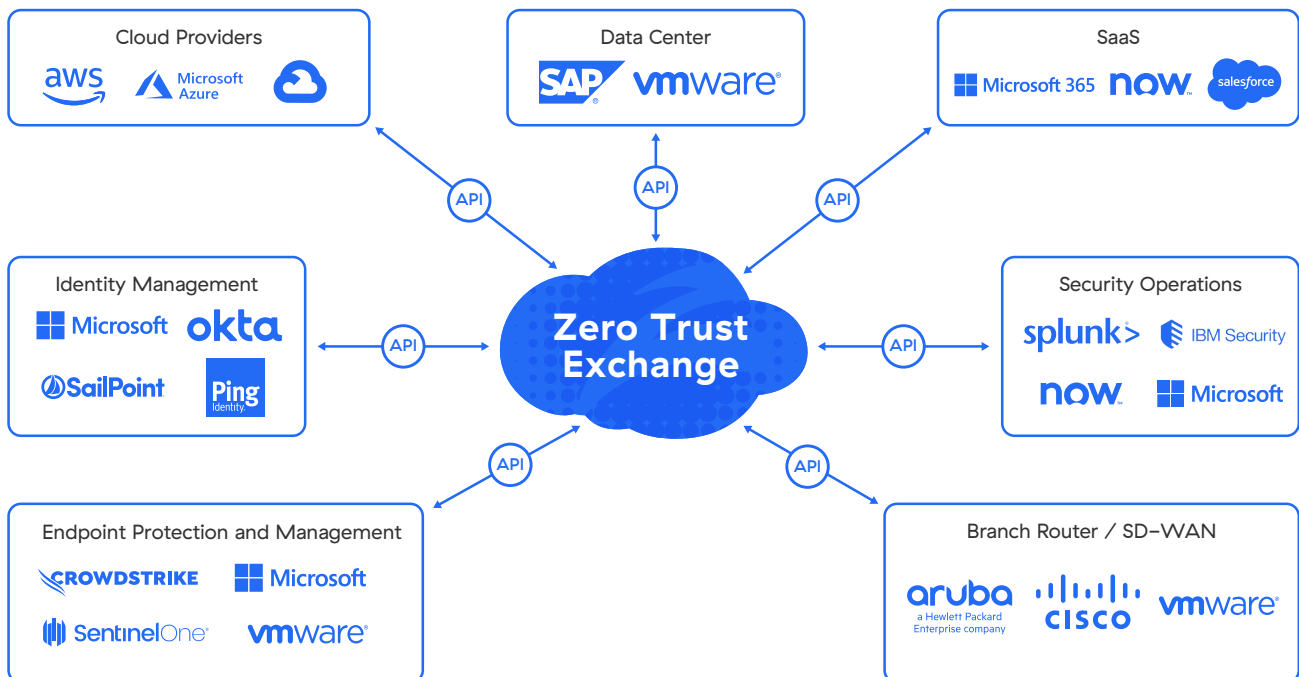 Cloud Providers
aws
Microsoft
Azure
Data Center
SAP®
vmware®
SaaS
Microsoft 365
now™
salesforce
API
API
API
Identity Management
Microsoft
okta
SailPoint
Ping
Identity.
API
Zero Trust
Exchange
API
Security Operations
splunk>
IBM Security
now™
Microsoft
API
API
Endpoint Protection and Management
CROWDSTRIKE
Microsoft
SentinelOne®
vmware®
Branch Router / SD-WAN
aruba
a Hewlett Packard
Enterprise company
cisco
vmware®